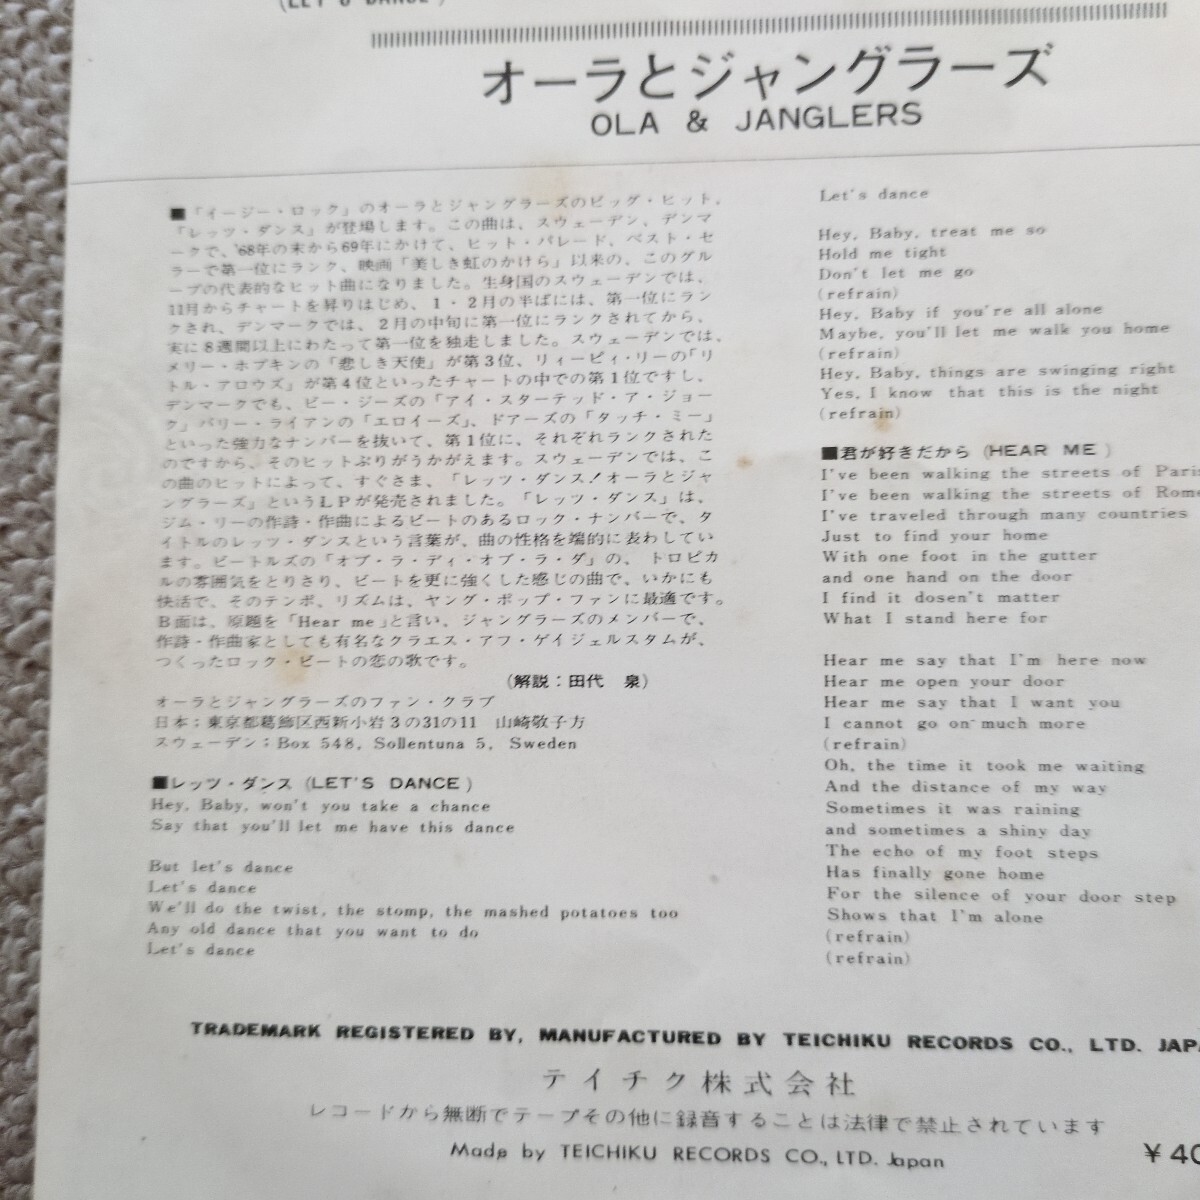 (LET'S DANCE)
オーラとジャングラーズ
OLA & JANGLERS
■「イージー・ロック」のオーラとジャングラーズのビッグ・ヒット。
「レッツ・ダンス」が登場します。この曲は、スウェーデン、デンマ
ークで、'68年の末から69年にかけて、ヒット・パレード、ベスト・セ
ラーで第一位にランク、映画「美しき虹のかけら」以来の、このグル
ープの代表的なヒット曲になりました。生身国のスウェーデンでは、
11月からチャートを昇りはじめ、1・2月の半ばには、第一位にラン
クされ、デンマークでは、2月の中旬に第一位にランクされてから、
実に8週間以上にわたって第一位を独走しました。スウェーデンでは、
メリー・ホプキンの「悲しき天使」が第3位、リィービィ・リーの「リ
トル・アロウズ」が第4位といったチャートの中での第1位ですし、
デンマークでも、ビー・ジーズの「アイ・スターテッド・ア・ジョー
ク」バリー・ライアンの「エロイーズ」、ドアーズの「タッチ・ミー」
といった強力なナンバーを抜いて、第1位に、それぞれランクされた
のですから、そのヒットぶりがうかがえます。スウェーデンでは、こ
の曲のヒットによって、すぐさま、「レッツ・ダンス!オーラとジャ
ングラーズ」というLPが発売されました。「レッツ・ダンス」は、
ジム・リーの作詩・作曲によるビートのあるロック・ナンバーで、タ
イトルのレッツ・ダンスという言葉が、曲の性格を端的に表わしてい
ます。ビートルズの「オブ・ラ・ディ・オブ・ラ・ダ」の、トロピカ
ルの雰囲気をとりさり、ビートを更に強くした感じの曲で、いかにも
快活で、そのテンポ、リズムは、ヤング・ポップ・ファンに最適です。
B面は、原題を「Hear me」と言い、ジャングラーズのメンバーで、
作詩・作曲家としても有名なクラエス・アフ・ゲイジェルスタムが、
つくったロック・ビートの恋の歌です。
(解説:田代 泉)
オーラとジャングラーズのファン・クラブ
日本;東京都葛飾区西新小岩3の31の11 山崎敬子方
スウェーデン;Box 548, Sollentuna 5, Sweden
■レッツ・ダンス (LET'S DANCE)
Hey, Baby, won't you take a chance
Say that you'll let me have this dance
But let's dance
Let's dance
We'll do the twist, the stomp, the mashed potatoes too
Any old dance that you want to do
Let's dance
Let's dance
Hey, Baby, treat me so
Hold me tight
Don't let me go
(refrain)
Hey, Baby if you're all alone
Maybe, you'll let me walk you home
(refrain)
Hey, Baby, things are swinging right
Yes, I know that this is the night
(refrain)
■君が好きだから (HEAR ME)
I've been walking the streets of Paris
I've been walking the streets of Rome
I've traveled through many countries
Just to find your home
With one foot in the gutter
and one hand on the door
I find it dosen't matter
What I stand here for
Hear me say that I'm here now
Hear me open your door
Hear me say that I want you
I cannot go on much more
(refrain)
Oh, the time it took me waiting
And the distance of my way
Sometimes it was raining
and sometimes a shiny day
The echo of my foot steps
Has finally gone home
For the silence of your door step
Shows that I'm alone
(refrain)
(refrain)
TRADEMARK REGISTERED BY, MANUFACTURED BY TEICHIKU RECORDS CO., LTD. JAPA
テイチク株式会社
レコードから無断でテープその他に録音することは法律で禁止されています
Made by TEICHIKU RECORDS CO., LTD. Japan
¥40